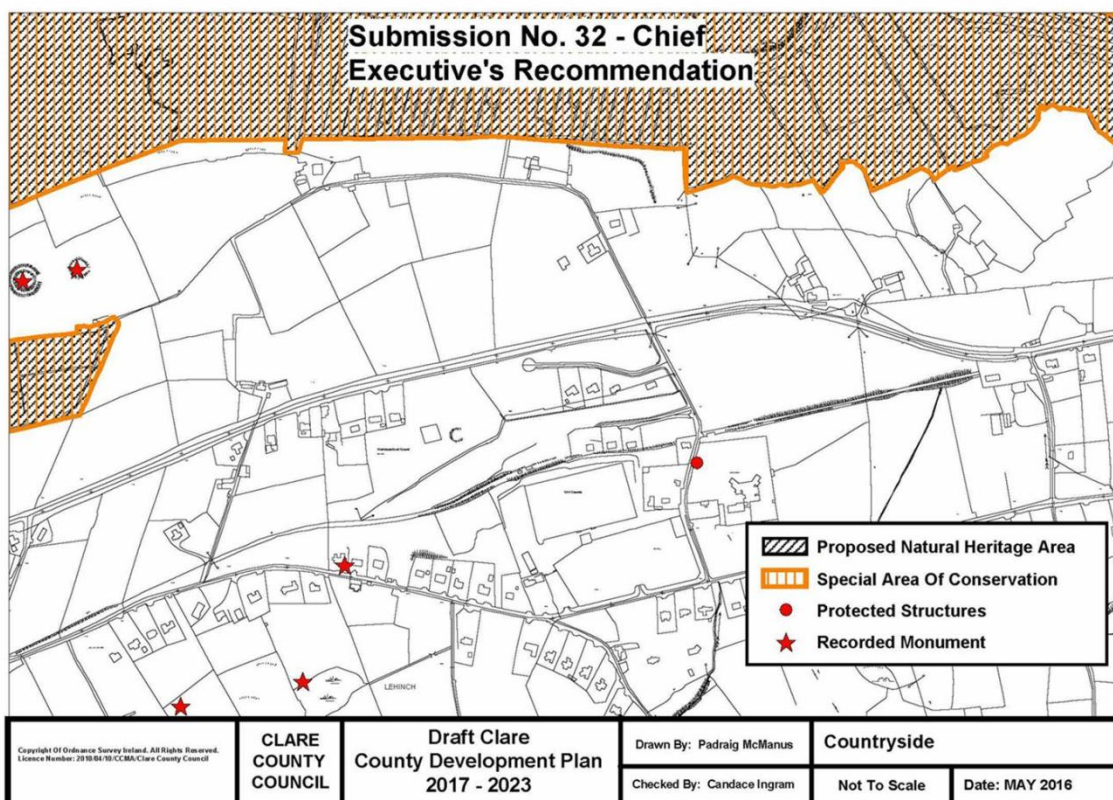 Submission No. 32 - Chief
Executive's Recommendation
LEHINCH
Proposed Natural Heritage Area
Special Area Of Conservation
Protected Structures
Recorded Monument
Copyright Of Ordnance Survey Ireland. All Rights Reserved.
Licence Number: 2010/04/10/CCMA/Clare County Council
CLARE
COUNTY
COUNCIL
Draft Clare
County Development Plan
2017 - 2023
Drawn By: Padraig McManus
Checked By: Candace Ingram
Countryside
Not To Scale
Date: MAY 2016